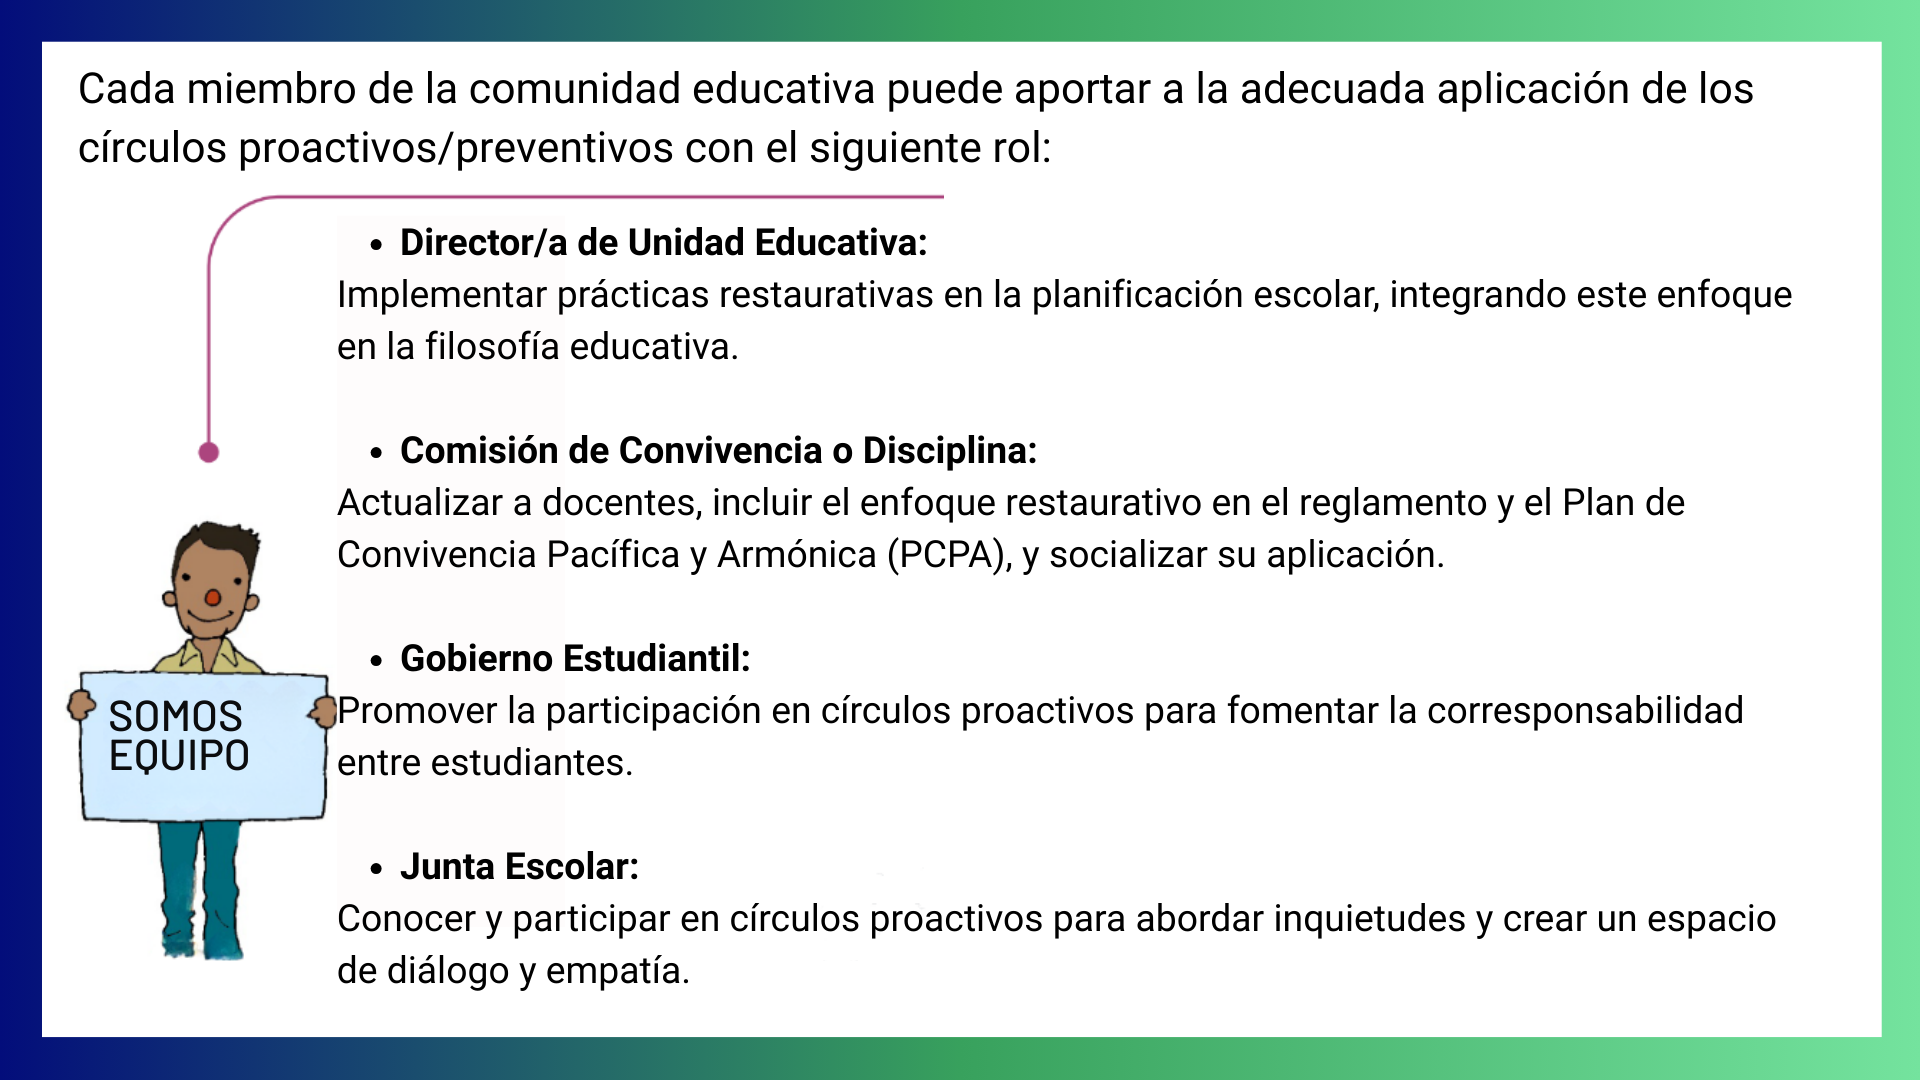 Cada miembro de la comunidad educativa puede aportar a la adecuada aplicación de los
círculos proactivos/preventivos con el siguiente rol:
• Director/a de Unidad Educativa:
Implementar prácticas restaurativas en la planificación escolar, integrando este enfoque
en la filosofía educativa.
• Comisión de Convivencia o Disciplina:
Actualizar a docentes, incluir el enfoque restaurativo en el reglamento y el Plan de
Convivencia Pacífica y Armónica (PCPA), y socializar su aplicación.
• Gobierno Estudiantil:
Promover la participación en círculos proactivos para fomentar la corresponsabilidad
entre estudiantes.
• Junta Escolar:
Conocer y participar en círculos proactivos para abordar inquietudes y crear un espacio
de diálogo y empatía.
SOMOS
EQUIPO